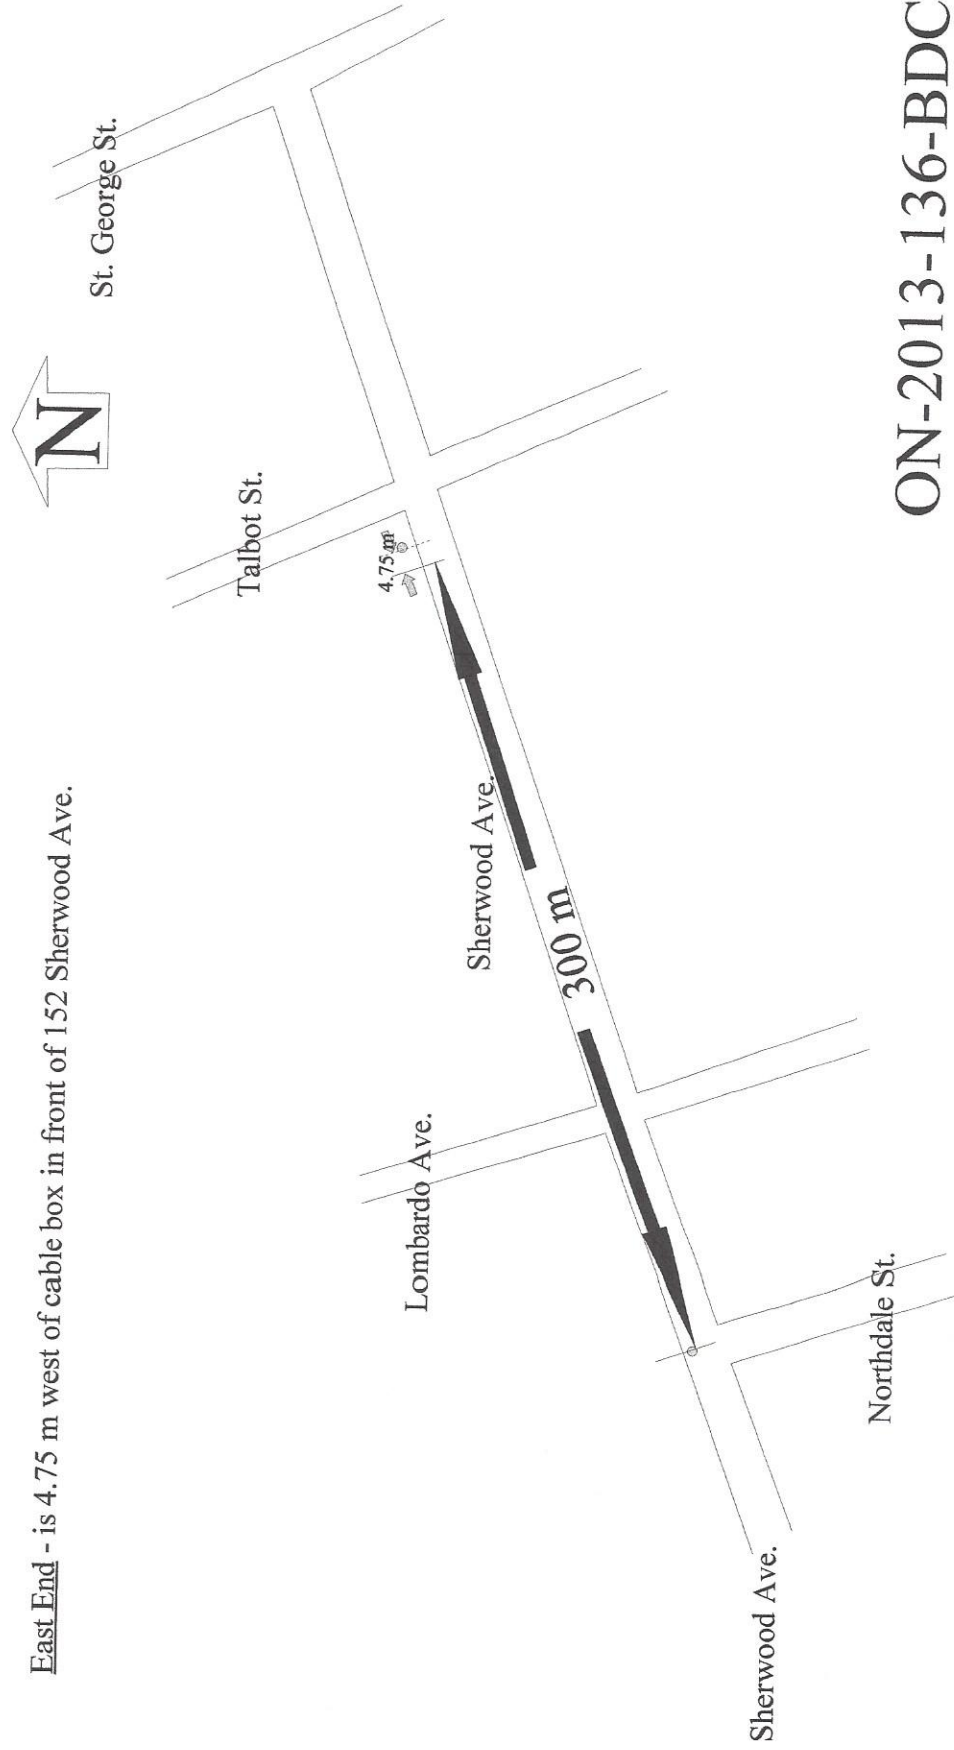 East End - is 4.75 m west of cable box in front of 152 Sherwood Ave.
N
St. George St.
Talbot St.
4.75 m
Lombardo Ave.
Sherwood Ave.
300 m
Sherwood Ave.
Northdale St.
ON-2013-136-BDC